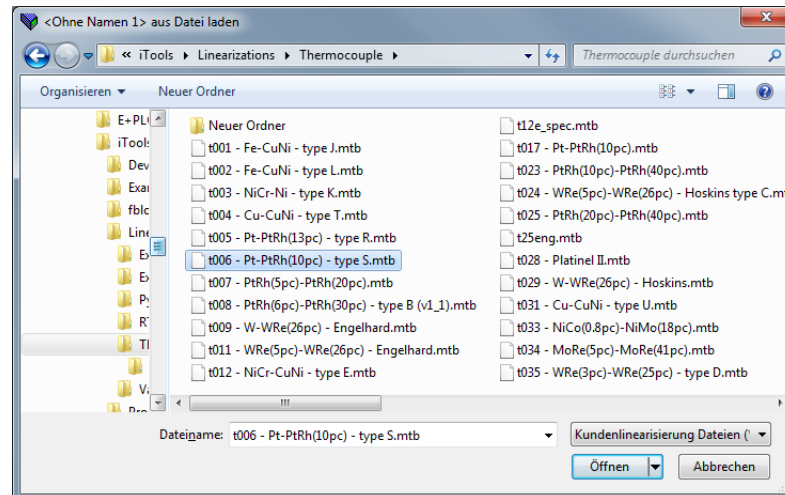 <Ohne Namen 1> aus Datei laden
« iTools Linearizations Thermocouple
Thermocouple durchsuchen
Organisieren Neuer Ordner
E+PL
iTool
Dev
Exar
fblc
Line
Ex
Ex
Py
R
Tl
Va
Neuer Ordner
t001 - Fe-CuNi - type J.mtb
t002 - Fe-CuNi - type L.mtb
t003 - NiCr-Ni - type K.mtb
t004 - Cu-CuNi - type T.mtb
t005 - Pt-PtRh(13pc) - type R.mtb
t006 - Pt-PtRh(10pc) - type S.mtb
t007 - PtRh(5pc)-PtRh(20pc).mtb
t008 - PtRh(6pc)-PtRh(30pc) - type B (v1_1).mtb
t009 - W-WRe(26pc) - Engelhard.mtb
t011 - WRe(5pc)-WRe(26pc) - Engelhard.mtb
t012 - NiCr-CuNi - type E.mtb
t12e_spec.mtb
t017 - Pt-PtRh(10pc).mtb
t023 - PtRh(10pc)-PtRh(40pc).mtb
t024 - WRe(5pc)-WRe(26pc) - Hoskins type C.m
t025 - PtRh(20pc)-PtRh(40pc).mtb
t25eng.mtb
t028 - Platinel II.mtb
t029 - W-WRe(26pc) - Hoskins.mtb
t031 - Cu-CuNi - type U.mtb
t033 - NiCo(0.8pc)-NiMo(18pc).mtb
t034 - MoRe(5pc)-MoRe(41pc).mtb
t035 - WRe(3pc)-WRe(25pc) - type D.mtb
Dateiname: t006 - Pt-PtRh(10pc) - type S.mtb
Kundenlinearisierung Dateien (
Öffnen Abbrechen